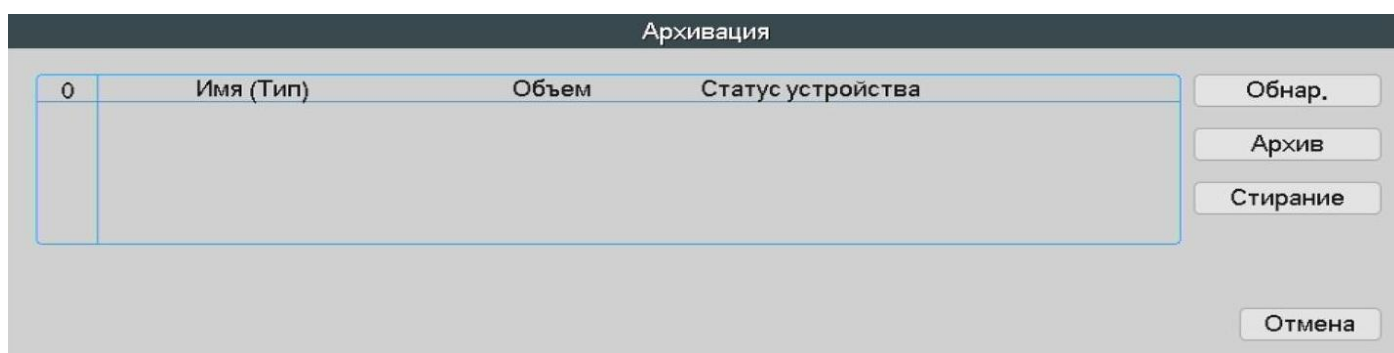 Архивация
0 Имя (Тип) Объем Статус устройства Обнар.
Архив
Стирание
Отмена